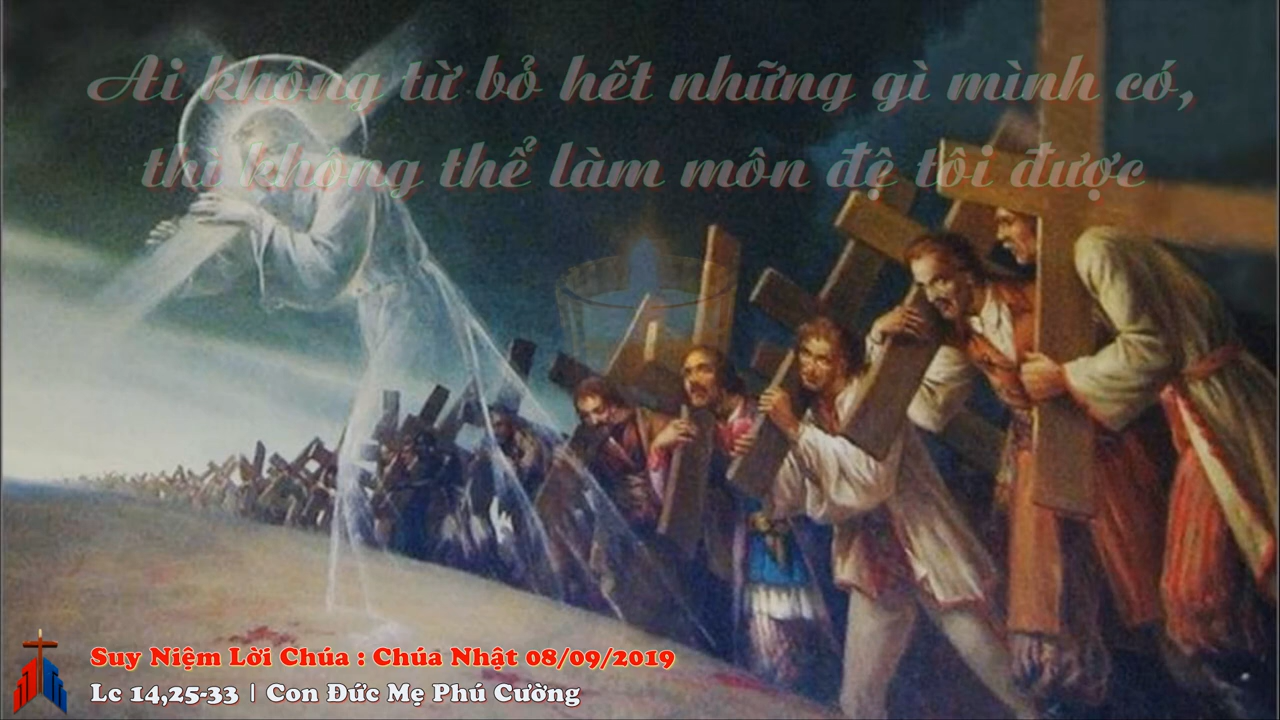 Ai không từ bỏ hết những gì mình có,
thì không thể làm môn đệ tôi được
Suy Niệm Lời Chúa : Chúa Nhật 08/09/2019
Lc 14,25-33 | Con Đức Mẹ Phú Cường